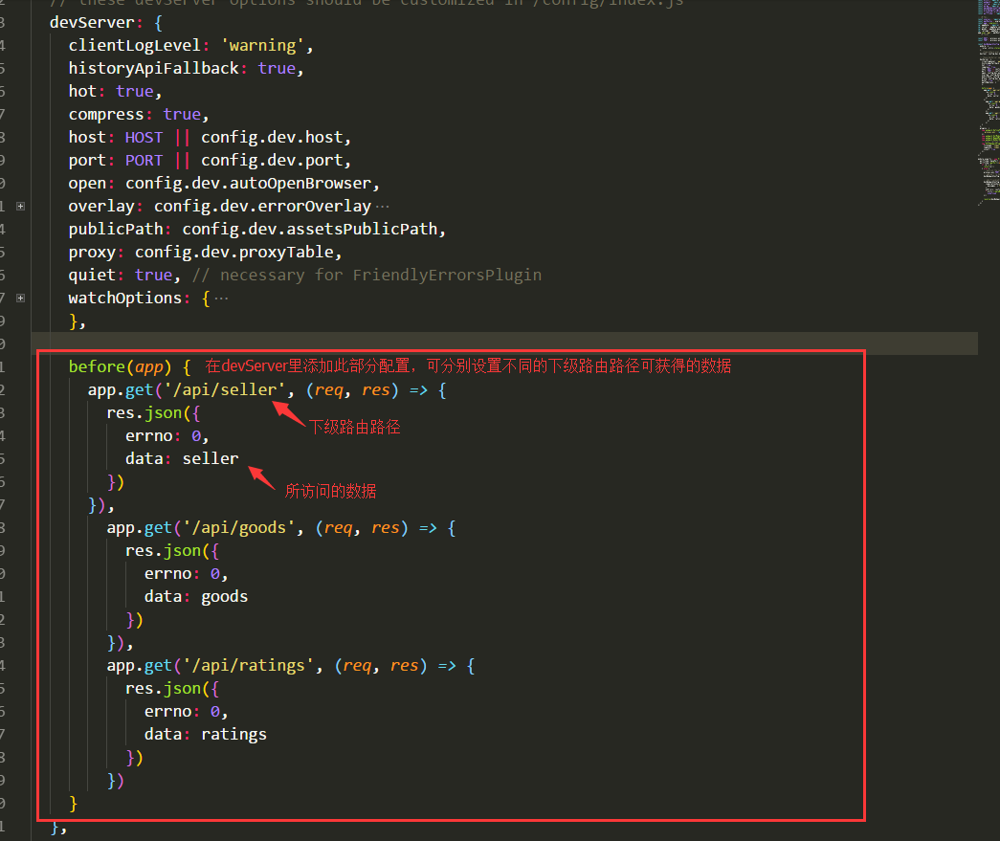 // these devServer options should be customized in /config/index.js
devServer: {
clientLogLevel: 'warning',
historyApiFallback: true,
hot: true,
compress: true,
host: HOST || config.dev.host,
port: PORT || config.dev.port,
open: config.dev.autoOpenBrowser,
overlay: config.dev.errorOverlay···
publicPath: config.dev.assetsPublicPath,
proxy: config.dev.proxyTable,
quiet: true, // necessary for FriendlyErrorsPlugin
watchOptions: {···
},
before(app) { 在devServer里添加此部分配置，可分别设置不同的下级路由路径可获得的数据
app.get('/api/seller', (req, res) => {
res.json({
下级路由路径
errno: 0,
data: seller
})
所访问的数据
}),
app.get('/api/goods', (req, res) => {
res.json({
errno: 0,
data: goods
})
}),
app.get('/api/ratings', (req, res) => {
res.json({
errno: 0,
data: ratings
})
})
}
},